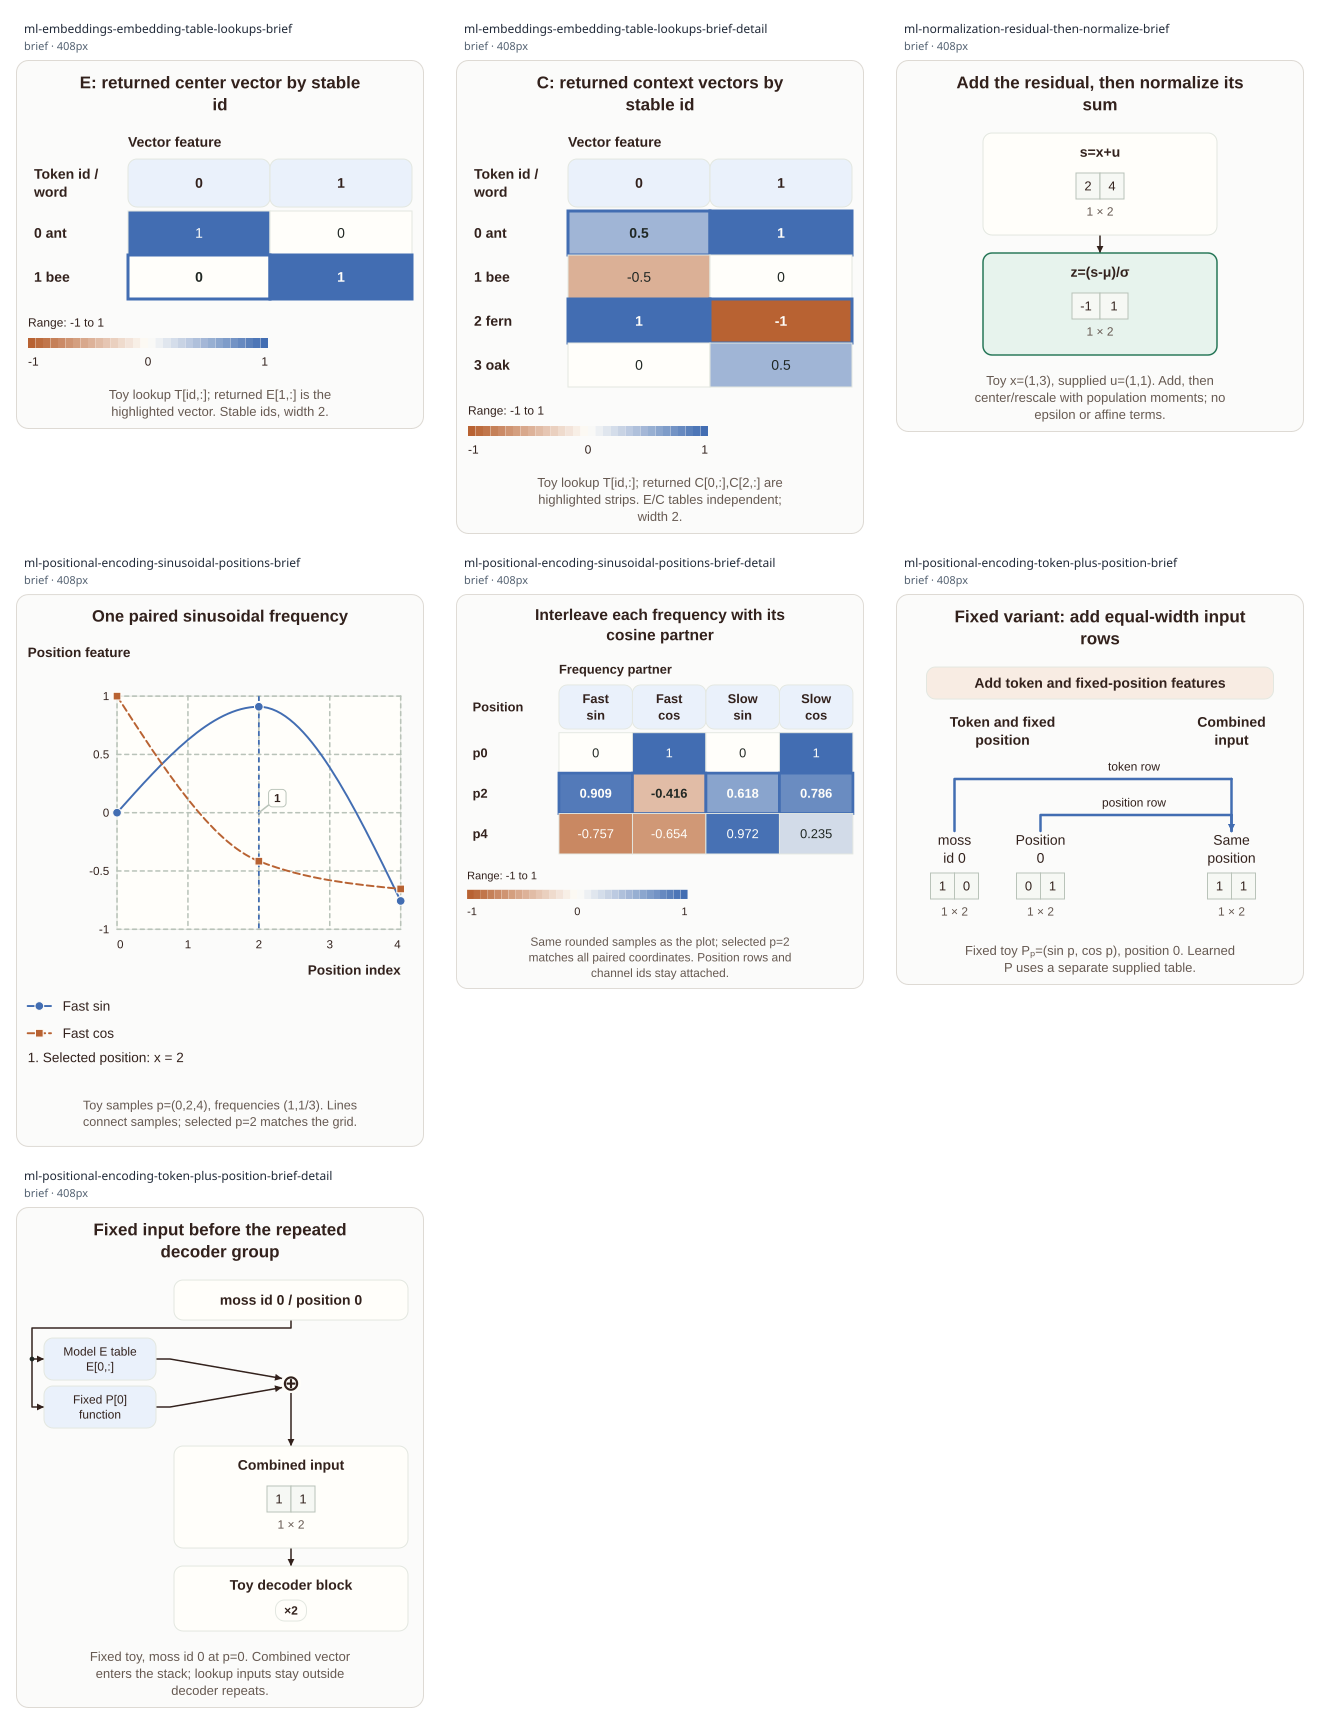 ml-embeddings-embedding-table-lookups-brief
brief · 408px
E: returned center vector by stable
id
Vector feature
Token id /
word
0 1
0 ant 1 0
1 bee 0 1
Range: -1 to 1
-1 0 1
Toy lookup T[id,:]; returned E[1,:] is the
highlighted vector. Stable ids, width 2.
ml-embeddings-embedding-table-lookups-brief-detail
brief · 408px
C: returned context vectors by
stable id
Vector feature
Token id /
word
0 1
0 ant 0.5 1
1 bee -0.5 0
2 fern 1 -1
3 oak 0 0.5
Range: -1 to 1
-1 0 1
Toy lookup T[id,:]; returned C[0,:],C[2,:] are
highlighted strips. E/C tables independent;
width 2.
ml-normalization-residual-then-normalize-brief
brief · 408px
Add the residual, then normalize its
sum
s=x+u
2 4
1 × 2
z=(s-μ)/σ
-1 1
1 × 2
Toy x=(1,3), supplied u=(1,1). Add, then
center/rescale with population moments; no
epsilon or affine terms.
ml-positional-encoding-sinusoidal-positions-brief
brief · 408px
One paired sinusoidal frequency
Position feature
1
0.5
0
-0.5
-1
1
0 1 2 3 4
Position index
Fast sin
Fast cos
1. Selected position: x = 2
Toy samples p=(0,2,4), frequencies (1,1/3). Lines
connect samples; selected p=2 matches the grid.
ml-positional-encoding-sinusoidal-positions-brief-detail
brief · 408px
Interleave each frequency with its
cosine partner
Frequency partner
Position
Fast
sin
Fast
cos
Slow
sin
Slow
cos
p0 0 1 0 1
p2 0.909 -0.416 0.618 0.786
p4 -0.757 -0.654 0.972 0.235
Range: -1 to 1
-1 0 1
Same rounded samples as the plot; selected p=2
matches all paired coordinates. Position rows and
channel ids stay attached.
ml-positional-encoding-token-plus-position-brief
brief · 408px
Fixed variant: add equal-width input
rows
Add token and fixed-position features
Token and fixed
position
Combined
input
token row
position row
moss
id 0
Position
0
Same
position
1 0
0 1
1 1
1 × 2
1 × 2
1 × 2
Fixed toy Pₚ=(sin p, cos p), position 0. Learned
P uses a separate supplied table.
ml-positional-encoding-token-plus-position-brief-detail
brief · 408px
Fixed input before the repeated
decoder group
moss id 0 / position 0
Model E table
E[0,:]
Fixed P[0]
function
Combined input
1 1
1 × 2
Toy decoder block
×2
Fixed toy, moss id 0 at p=0. Combined vector
enters the stack; lookup inputs stay outside
decoder repeats.